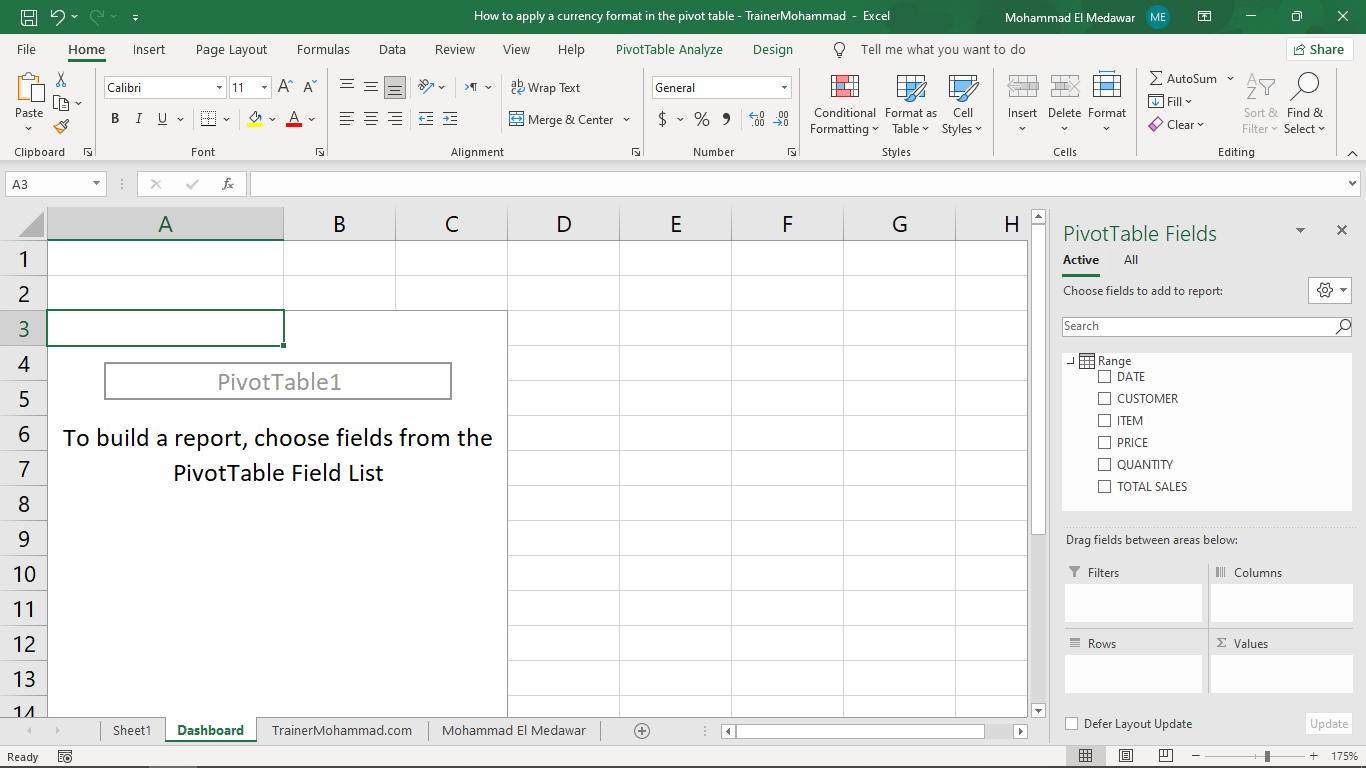 How to apply a currency format in the pivot table - TrainerMohammad - Excel
Mohammad El Medawar ME
File Home Insert Page Layout Formulas Data Review View Help PivotTable Analyze Design Tell me what you want to do Share
Paste
Clipboard
Calibri 11
B I U A
Font
ab Wrap Text
Merge & Center
Alignment
General
$ % 9
Number
Conditional Formatting
Format as Table
Cell Styles
Styles
Insert Delete Format
Cells
AutoSum
Fill
Clear
Sort & Filter
Find & Select
Editing
A3 fx
A B C D E F G H
1
2
3
4
5
6
7
8
9
10
11
12
13
14
PivotTable1
To build a report, choose fields from the
PivotTable Field List
PivotTable Fields
Active All
Choose fields to add to report:
Search
Range
DATE
CUSTOMER
ITEM
PRICE
QUANTITY
TOTAL SALES
Drag fields between areas below:
Filters Columns
Rows Σ Values
Defer Layout Update Update
Sheet1 Dashboard TrainerMohammad.com Mohammad El Medawar
Ready
175%